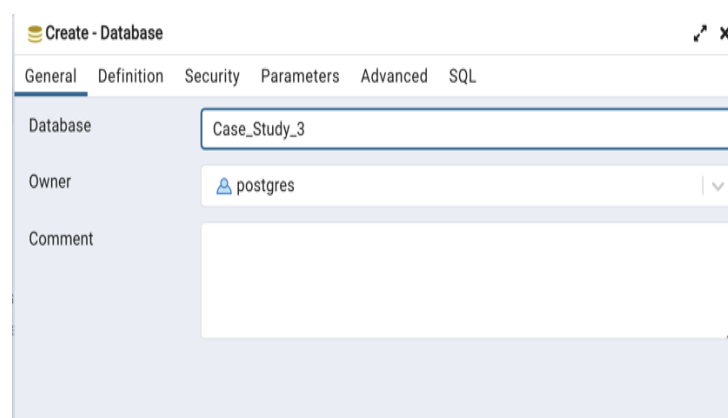 Create - Database
General Definition Security Parameters Advanced SQL
Database Case_Study_3
Owner postgres
Comment